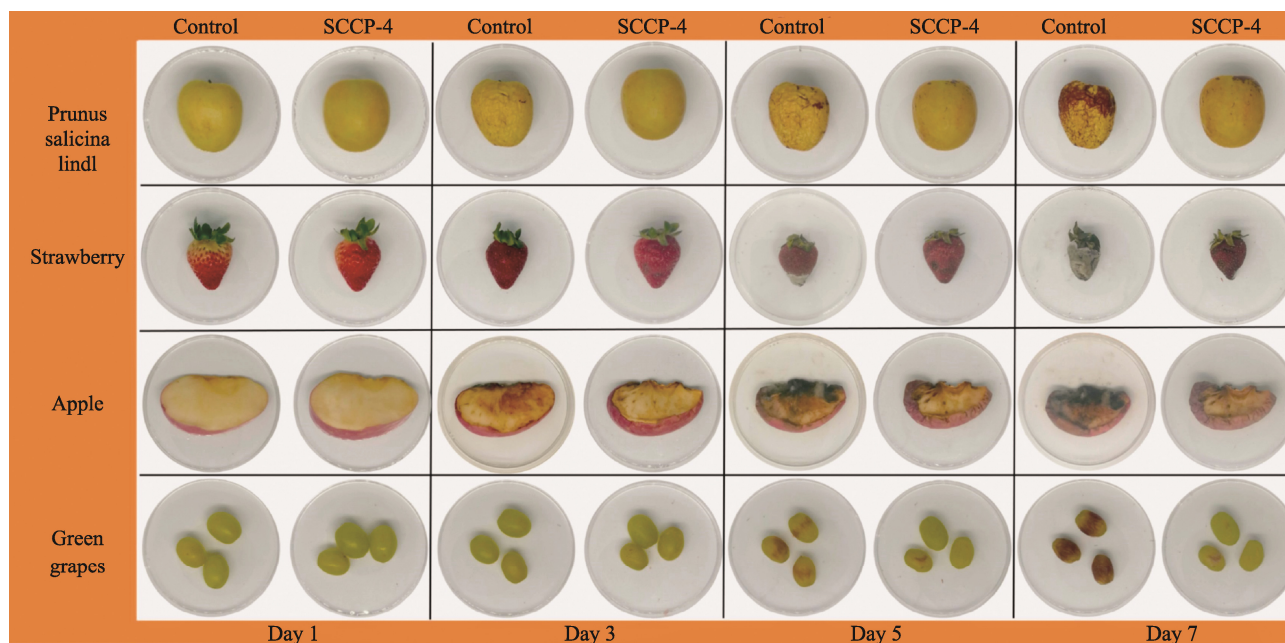 Control SCCP-4 Control SCCP-4 Control SCCP-4 Control SCCP-4
Prunus
salicina
lindl
Strawberry
Apple
Green
grapes
Day 1 Day 3 Day 5 Day 7